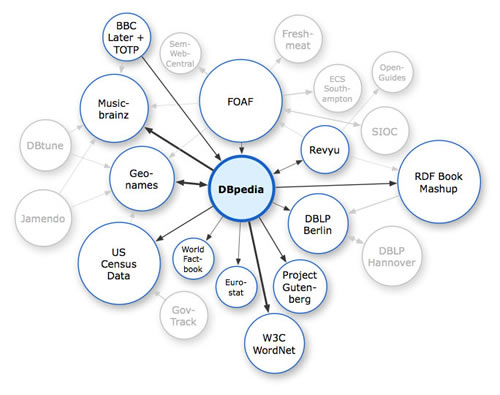 BBC
Later +
TOTP
Sem-
Web-
Central
Fresh-
meat
FOAF
ECS
South-
ampton
Open-
Guides
Music-
brainz
SIOC
DBtune
Revyu
Geo-
names
DBpedia
RDF Book
Mashup
Jamendo
DBLP
Berlin
US
Census
Data
World
Fact-
book
DBLP
Hannover
Euro-
stat
Project
Guten-
berg
Gov-
Track
W3C
WordNet